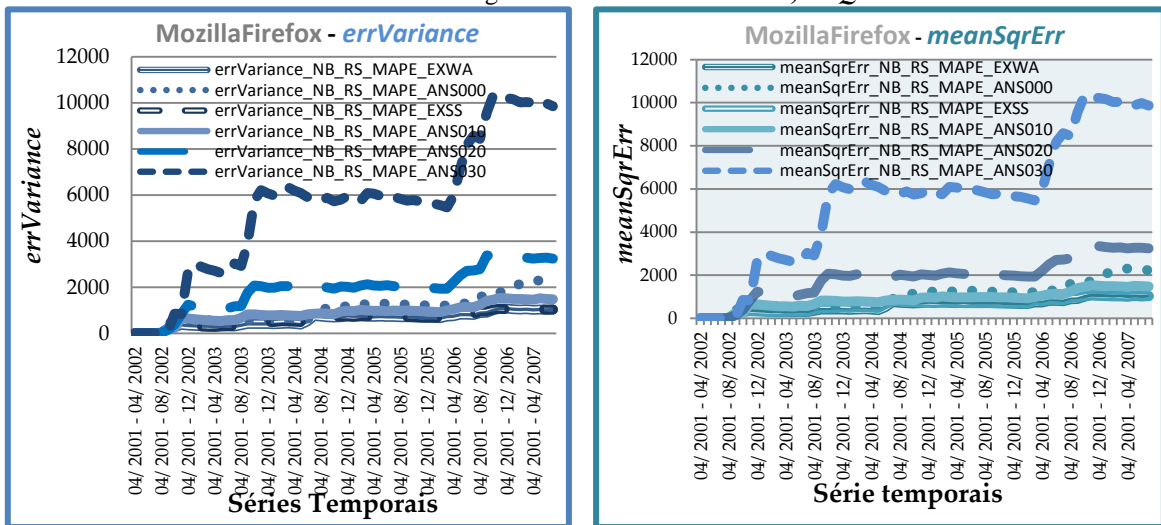 MozillaFirefox - errVariance
12000
10000
8000
6000
4000
2000
0
errVariance
errVariance_NB_RS_MAPE_EXWA
errVariance_NB_RS_MAPE_ANS000
errVariance_NB_RS_MAPE_EXSS
errVariance_NB_RS_MAPE_ANS010
errVariance_NB_RS_MAPE_ANS020
errVariance_NB_RS_MAPE_ANS030
04/ 2001 - 04/ 2002
04/ 2001 - 08/ 2002
04/ 2001 - 12/ 2002
04/ 2001 - 04/ 2003
04/ 2001 - 08/ 2003
04/ 2001 - 12/ 2003
04/ 2001 - 04/ 2004
04/ 2001 - 08/ 2004
04/ 2001 - 12/ 2004
04/ 2001 - 04/ 2005
04/ 2001 - 08/ 2005
04/ 2001 - 12/ 2005
04/ 2001 - 04/ 2006
04/ 2001 - 08/ 2006
04/ 2001 - 12/ 2006
04/ 2001 - 04/ 2007
Séries Temporais
MozillaFirefox - meanSqrErr
12000
10000
8000
6000
4000
2000
0
meanSqrErr
meanSqrErr_NB_RS_MAPE_EXWA
meanSqrErr_NB_RS_MAPE_ANS000
meanSqrErr_NB_RS_MAPE_EXSS
meanSqrErr_NB_RS_MAPE_ANS010
meanSqrErr_NB_RS_MAPE_ANS020
meanSqrErr_NB_RS_MAPE_ANS030
04/ 2001 - 04/ 2002
04/ 2001 - 08/ 2002
04/ 2001 - 12/ 2002
04/ 2001 - 04/ 2003
04/ 2001 - 08/ 2003
04/ 2001 - 12/ 2003
04/ 2001 - 04/ 2004
04/ 2001 - 08/ 2004
04/ 2001 - 12/ 2004
04/ 2001 - 04/ 2005
04/ 2001 - 08/ 2005
04/ 2001 - 12/ 2005
04/ 2001 - 04/ 2006
04/ 2001 - 08/ 2006
04/ 2001 - 12/ 2006
04/ 2001 - 04/ 2007
Série temporais